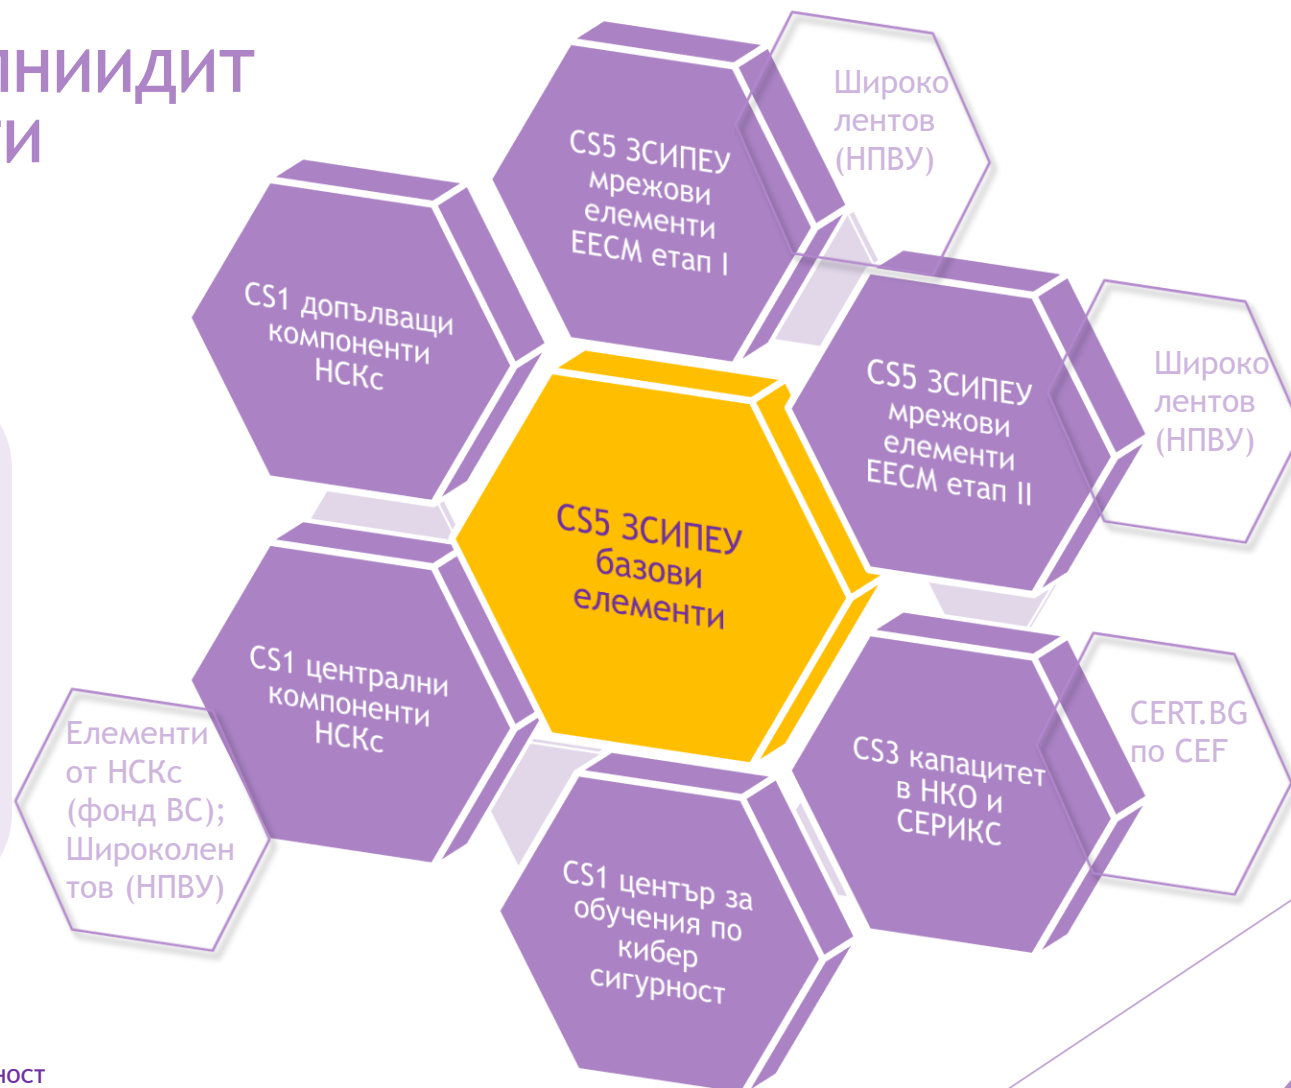 ПНИИДИТ
ТИ
CS5 ЗСИПЕУ
мрежови
елементи
ЕЕСМ етап I
Широко
лентов
(НПВУ)
CS1 допълващи
компоненти
НСКс
CS5 ЗСИПЕУ
мрежови
елементи
ЕЕСМ етап II
Широко
лентов
(НПВУ)
CS5 ЗСИПЕУ
базови
елементи
CS1 централни
компоненти
НСКс
Елементи
от НСКс
(фонд ВС);
Широколен
тов (НПВУ)
CS3 капацитет
в НКО и
СЕРИКС
CERT.BG
по CEF
CS1 център за
обучения по
кибер
сигурност
ност